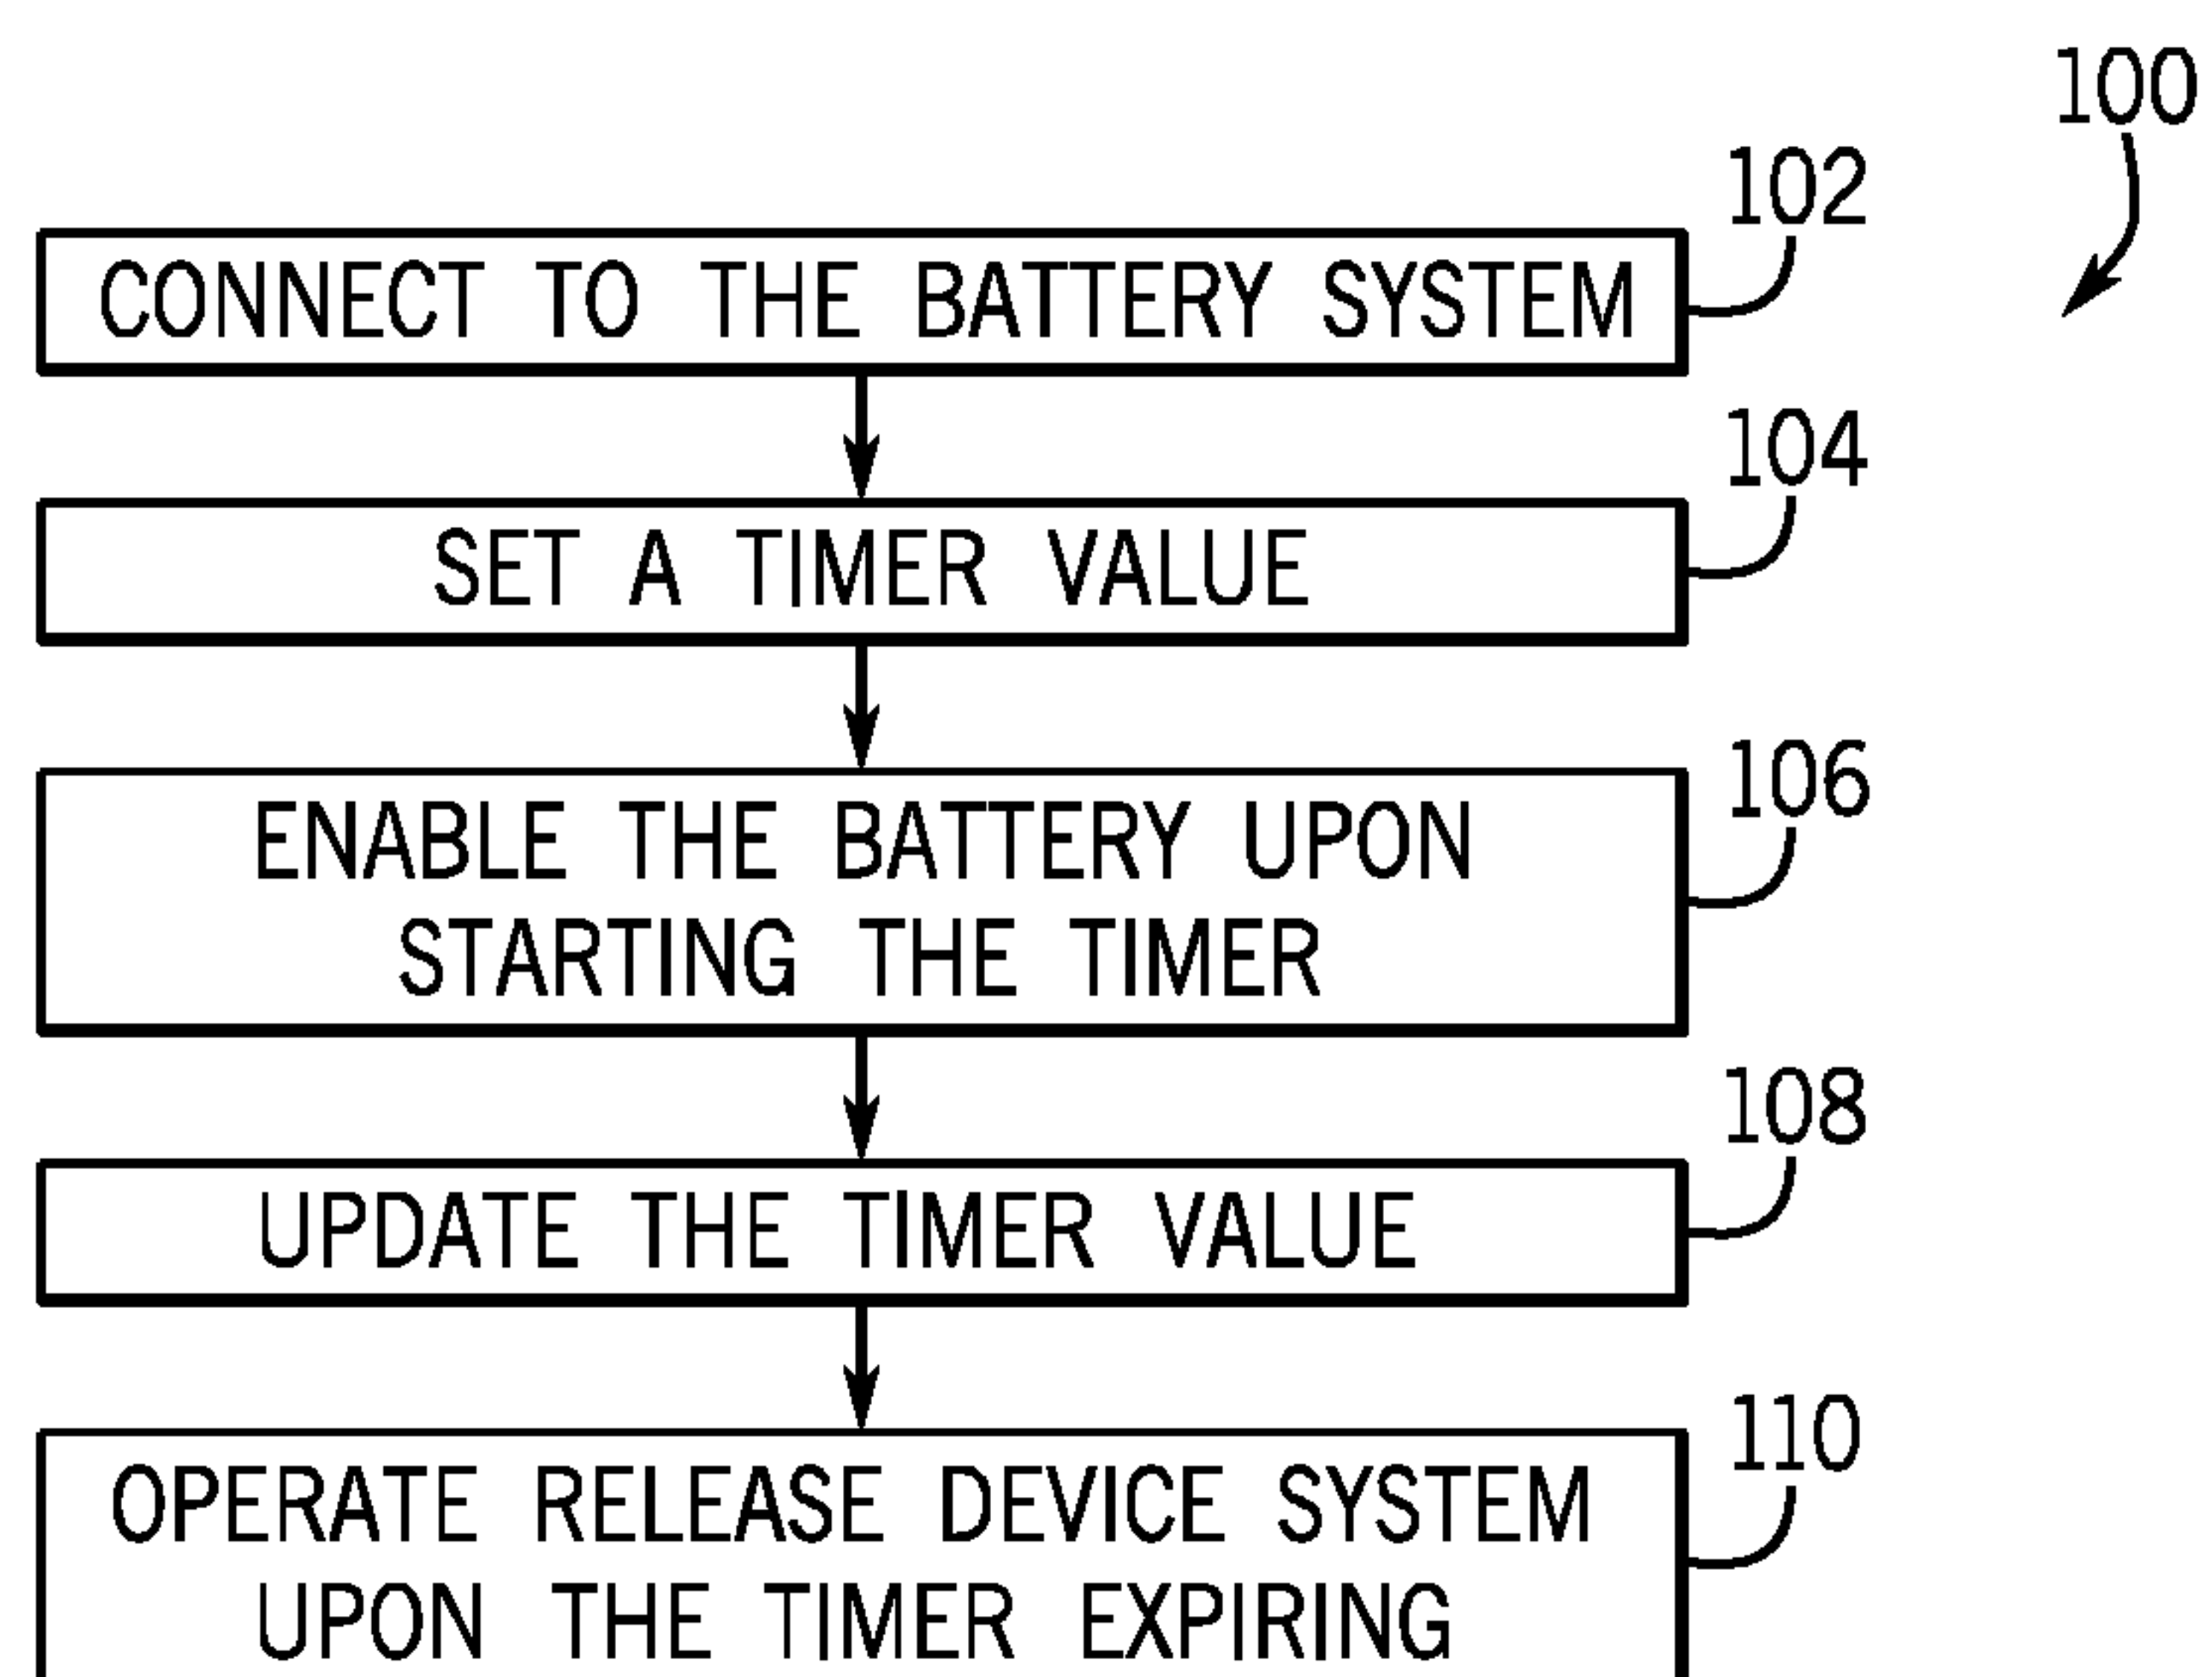 100
102
CONNECT TO THE BATTERY SYSTEM
104
SET A TIMER VALUE
106
ENABLE THE BATTERY UPON
STARTING THE TIMER
108
UPDATE THE TIMER VALUE
110
OPERATE RELEASE DEVICE SYSTEM
UPON THE TIMER EXPIRING